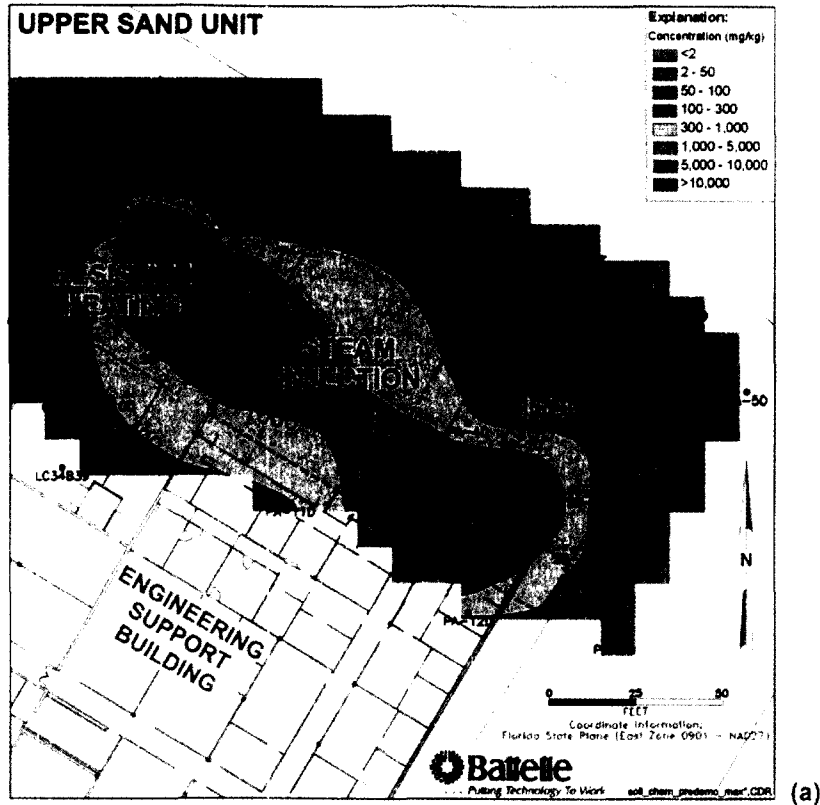 UPPER SAND UNIT
Explanation:
Concentration (mg/kg)
<2
2 - 50
50 - 100
100 - 300
300 - 1,000
1,000 - 5,000
5,000 - 10,000
>10,000
HEATING
STEAM
INJECTION
-50
ENGINEERING
SUPPORT
BUILDING
N
0 25 50
FEET
Coordinate Information:
Florida State Plane (East Zone 0901 - NAD27)
Battelle
Putting Technology To Work
(a)